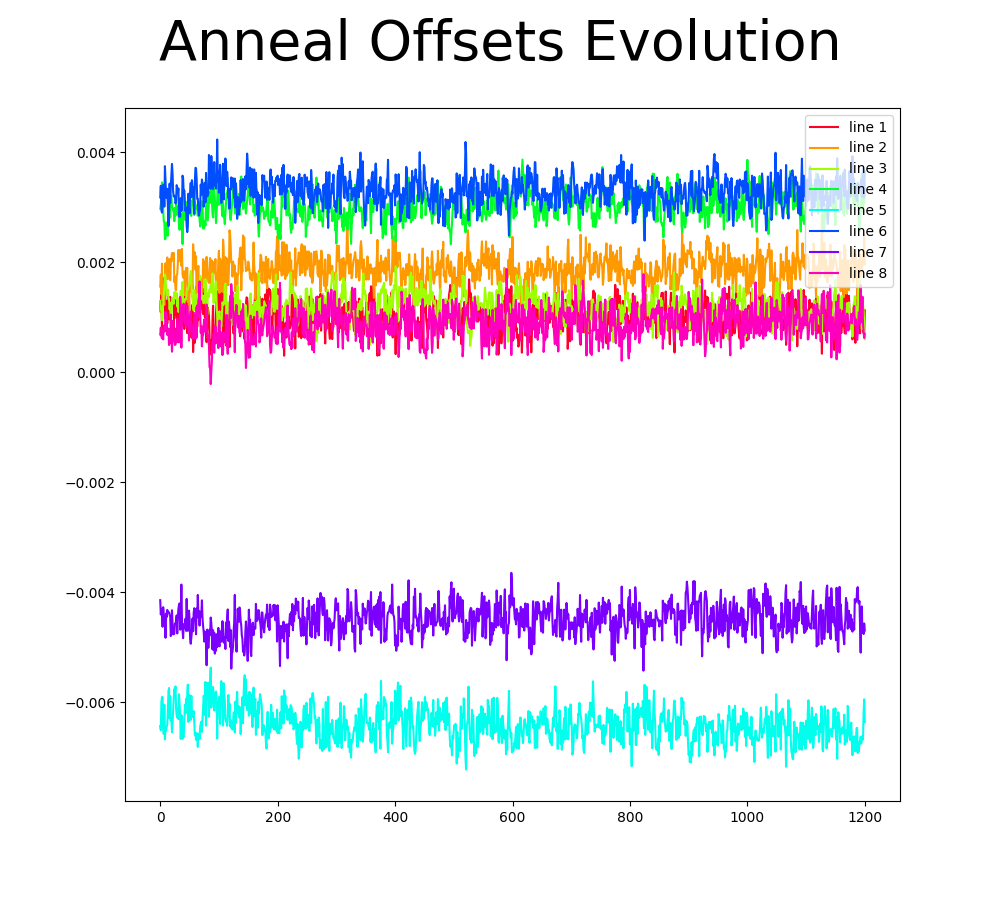 Anneal Offsets Evolution
line 1
line 2
line 3
line 4
line 5
line 6
line 7
line 8
0.004
0.002
0.000
−0.002
−0.004
−0.006
0 200 400 600 800 1000 1200